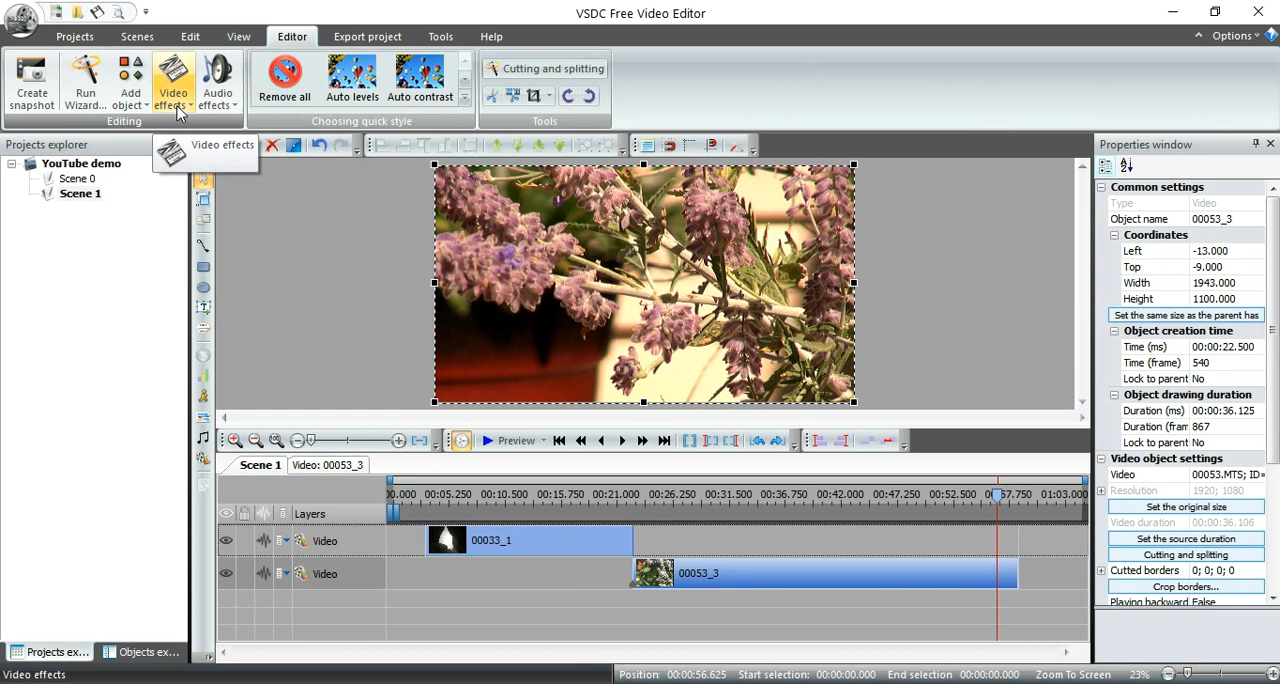 VSDC Free Video Editor
Projects Scenes Edit View Editor Export project Tools Help
Options
Create snapshot
Run Wizard...
Add object
Video effects
Audio effects
Remove all
Auto levels
Auto contrast
Cutting and splitting
Editing
Choosing quick style
Tools
Projects explorer
Video effects
YouTube demo
Scene 0
Scene 1
Properties window
Common settings
Type Video
Object name 00053_3
Coordinates
Left -13.000
Top -9.000
Width 1943.000
Height 1100.000
Set the same size as the parent has
Object creation time
Time (ms) 00:00:22.500
Time (frame) 540
Lock to parent No
Object drawing duration
Duration (ms) 00:00:36.125
Duration (fran 867
Lock to parent No
Video object settings
Video 00053.MTS; ID=
Resolution 1920; 1080
Set the original size
Video duration 00:00:36.106
Set the source duration
Cutting and splitting
Cutted borders 0; 0; 0; 0
Crop borders...
Playing backward False
Preview
Scene 1 Video: 00053_3
00.000 00:05.250 00:10.500 00:15.750 00:21.000 00:26.250 00:31.500 00:36.750 00:42.000 00:47.250 00:52.500 00:57.750 01:03.000
Layers
Video 00033_1
Video 00053_3
Projects ex... Objects ex...
Video effects
Position: 00:00:56.625 Start selection: 00:00:00.000 End selection 00:00:00.000 Zoom To Screen 23%